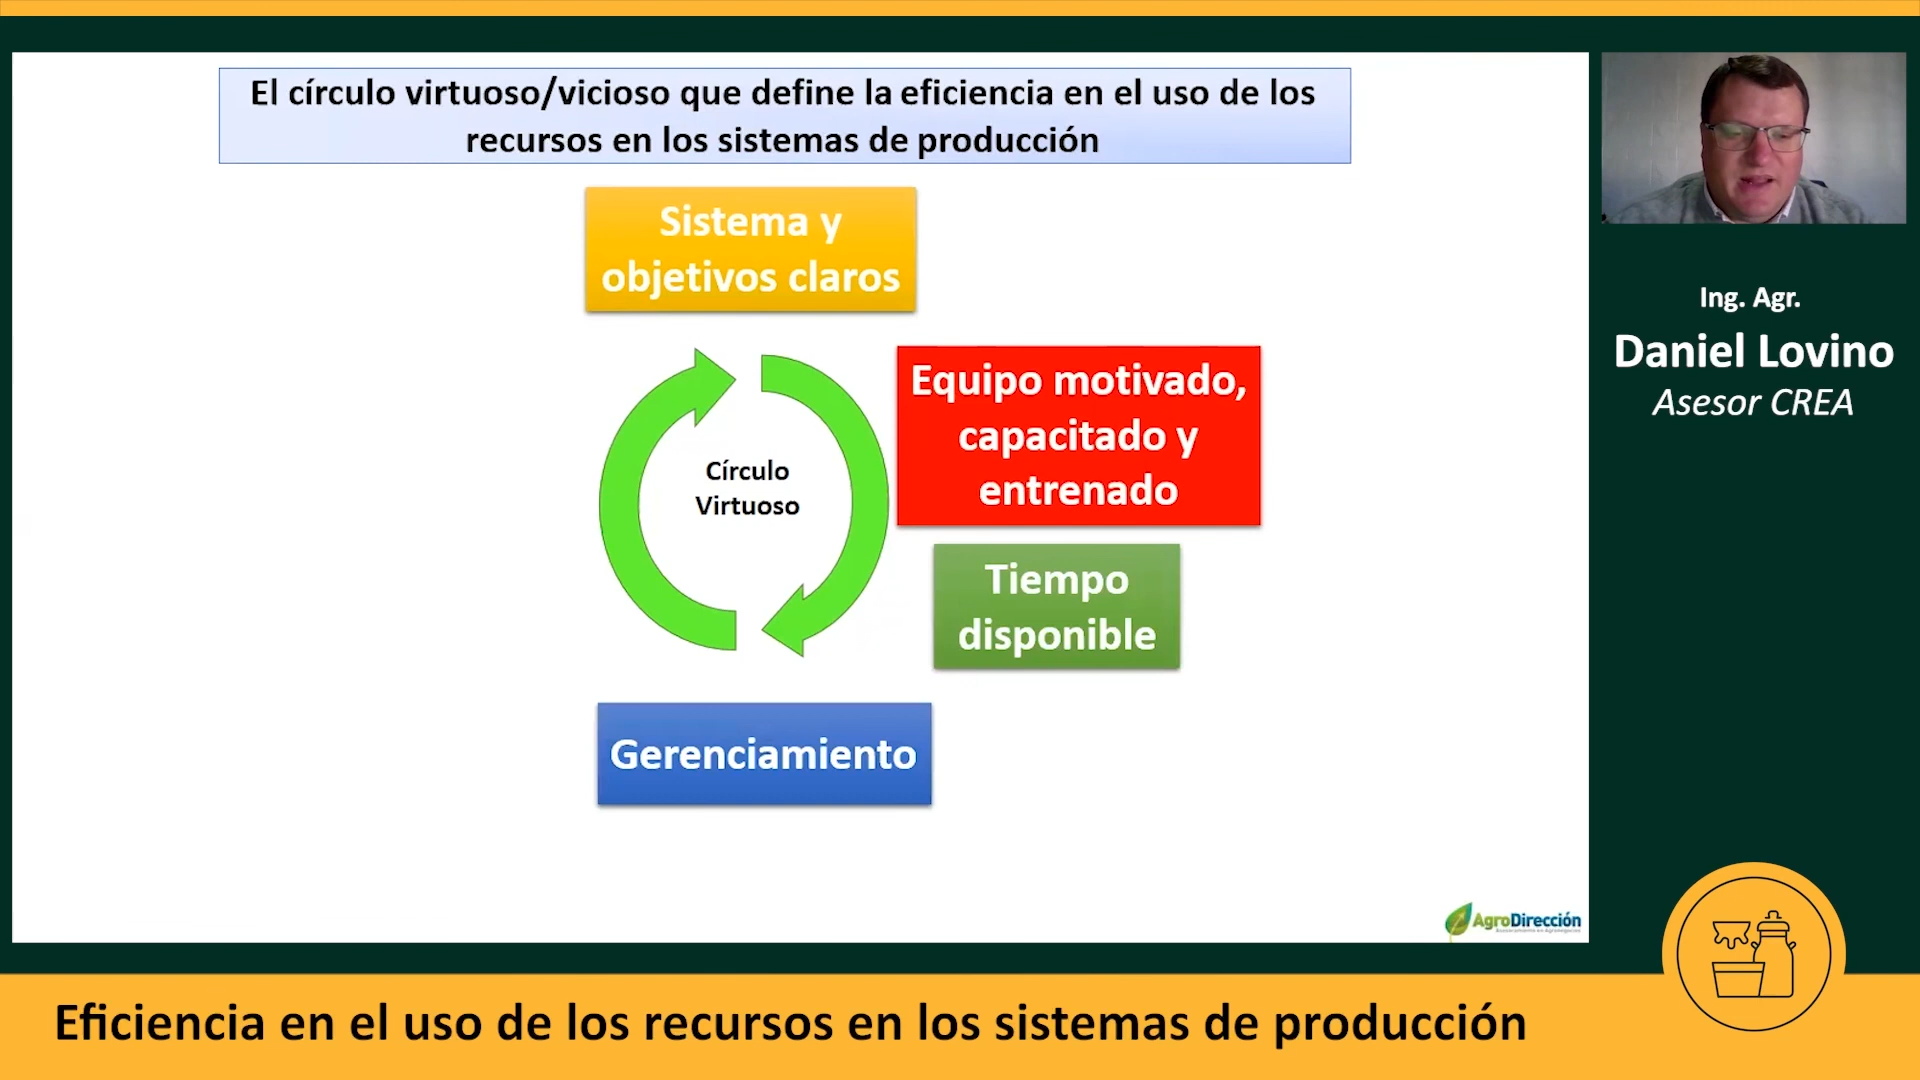 El círculo virtuoso/vicioso que define la eficiencia en el uso de los
recursos en los sistemas de producción
Sistema y
objetivos claros
Equipo motivado,
capacitado y
entrenado
Círculo
Virtuoso
Tiempo
disponible
Gerenciamiento
AgroDirección
Ing. Agr.
Daniel Lovino
Asesor CREA
Eficiencia en el uso de los recursos en los sistemas de producción